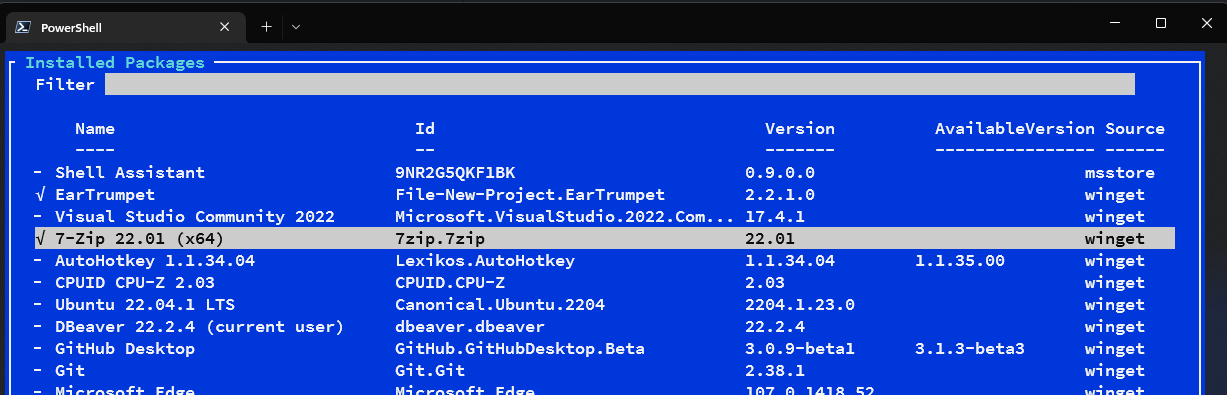 PowerShell
Installed Packages
Filter
Name Id Version AvailableVersion Source
---- -- ------- ---------------- ------
- Shell Assistant 9NR2G5QKF1BK 0.9.0.0 msstore
√ EarTrumpet File-New-Project.EarTrumpet 2.2.1.0 winget
- Visual Studio Community 2022 Microsoft.VisualStudio.2022.Com... 17.4.1 winget
√ 7-Zip 22.01 (x64) 7zip.7zip 22.01 winget
- AutoHotkey 1.1.34.04 Lexikos.AutoHotkey 1.1.34.04 1.1.35.00 winget
- CPUID CPU-Z 2.03 CPUID.CPU-Z 2.03 winget
- Ubuntu 22.04.1 LTS Canonical.Ubuntu.2204 2204.1.23.0 winget
- DBeaver 22.2.4 (current user) dbeaver.dbeaver 22.2.4 winget
- GitHub Desktop GitHub.GitHubDesktop.Beta 3.0.9-beta1 3.1.3-beta3 winget
- Git Git.Git 2.38.1 winget
- Microsoft Edge Microsoft.Edge 107.0.1418.52 winget